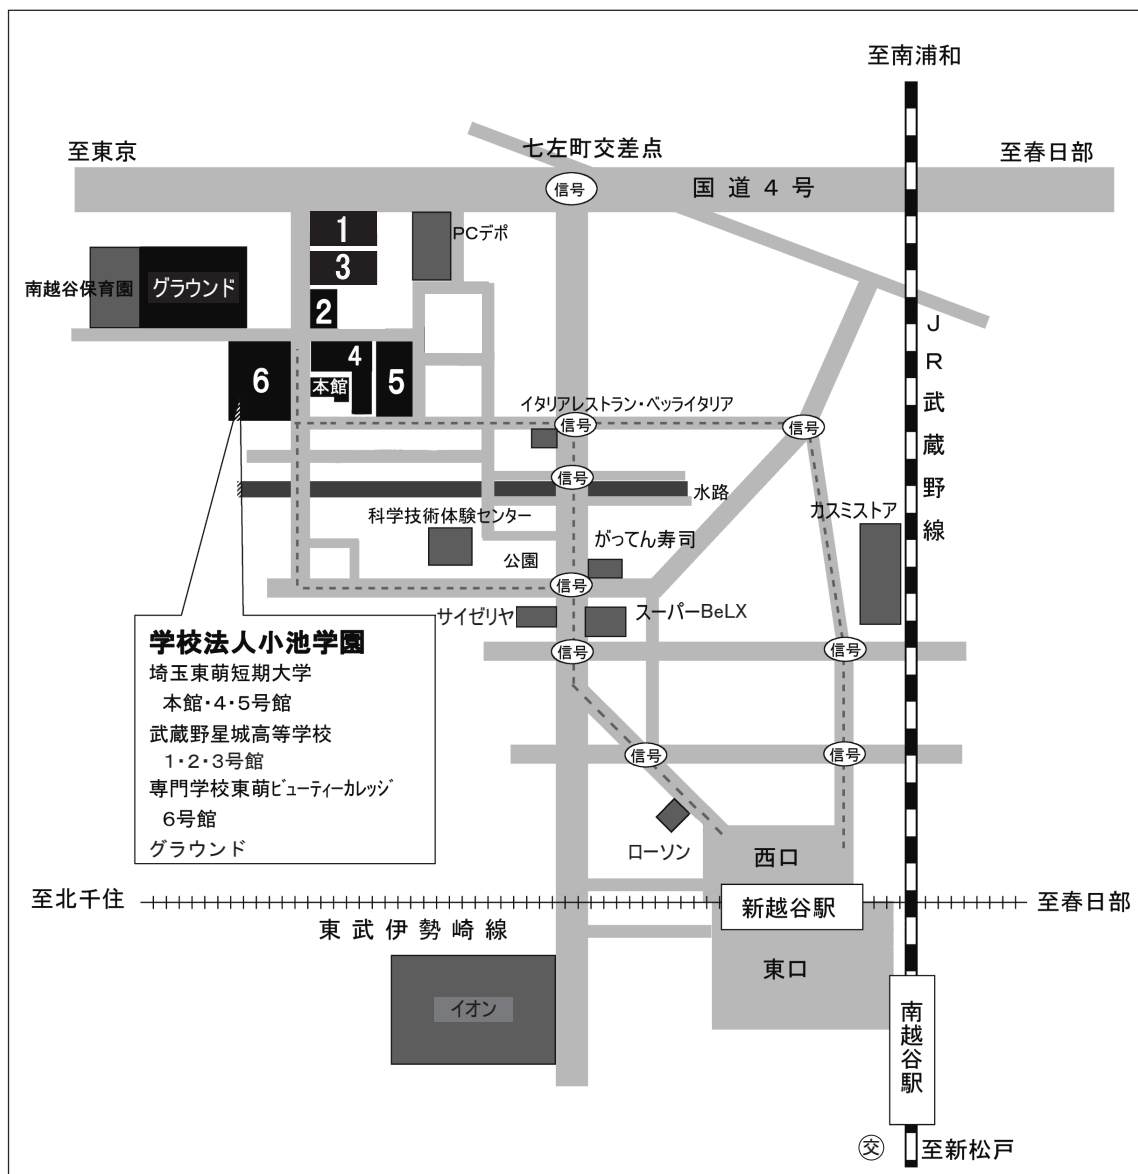 至南浦和
至東京
七左町交差点
至春日部
信号
国道４号
1
PCデポ
3
南越谷保育園
グラウンド
2
JR武蔵野線
4
6
本館
5
イタリアレストラン・ベッライタリア
信号
信号
信号
水路
カスミストア
科学技術体験センター
がってん寿司
公園
信号
サイゼリヤ
スーパーBeLX
学校法人小池学園
信号
信号
埼玉東萌短期大学
本館・4・5号館
武蔵野星城高等学校
1・2・3号館
信号
信号
専門学校東萌ビューティーカレッジ
6号館
グラウンド
ローソン
西口
至北千住
新越谷駅
至春日部
東武伊勢崎線
東口
イオン
南越谷駅
交
至新松戸